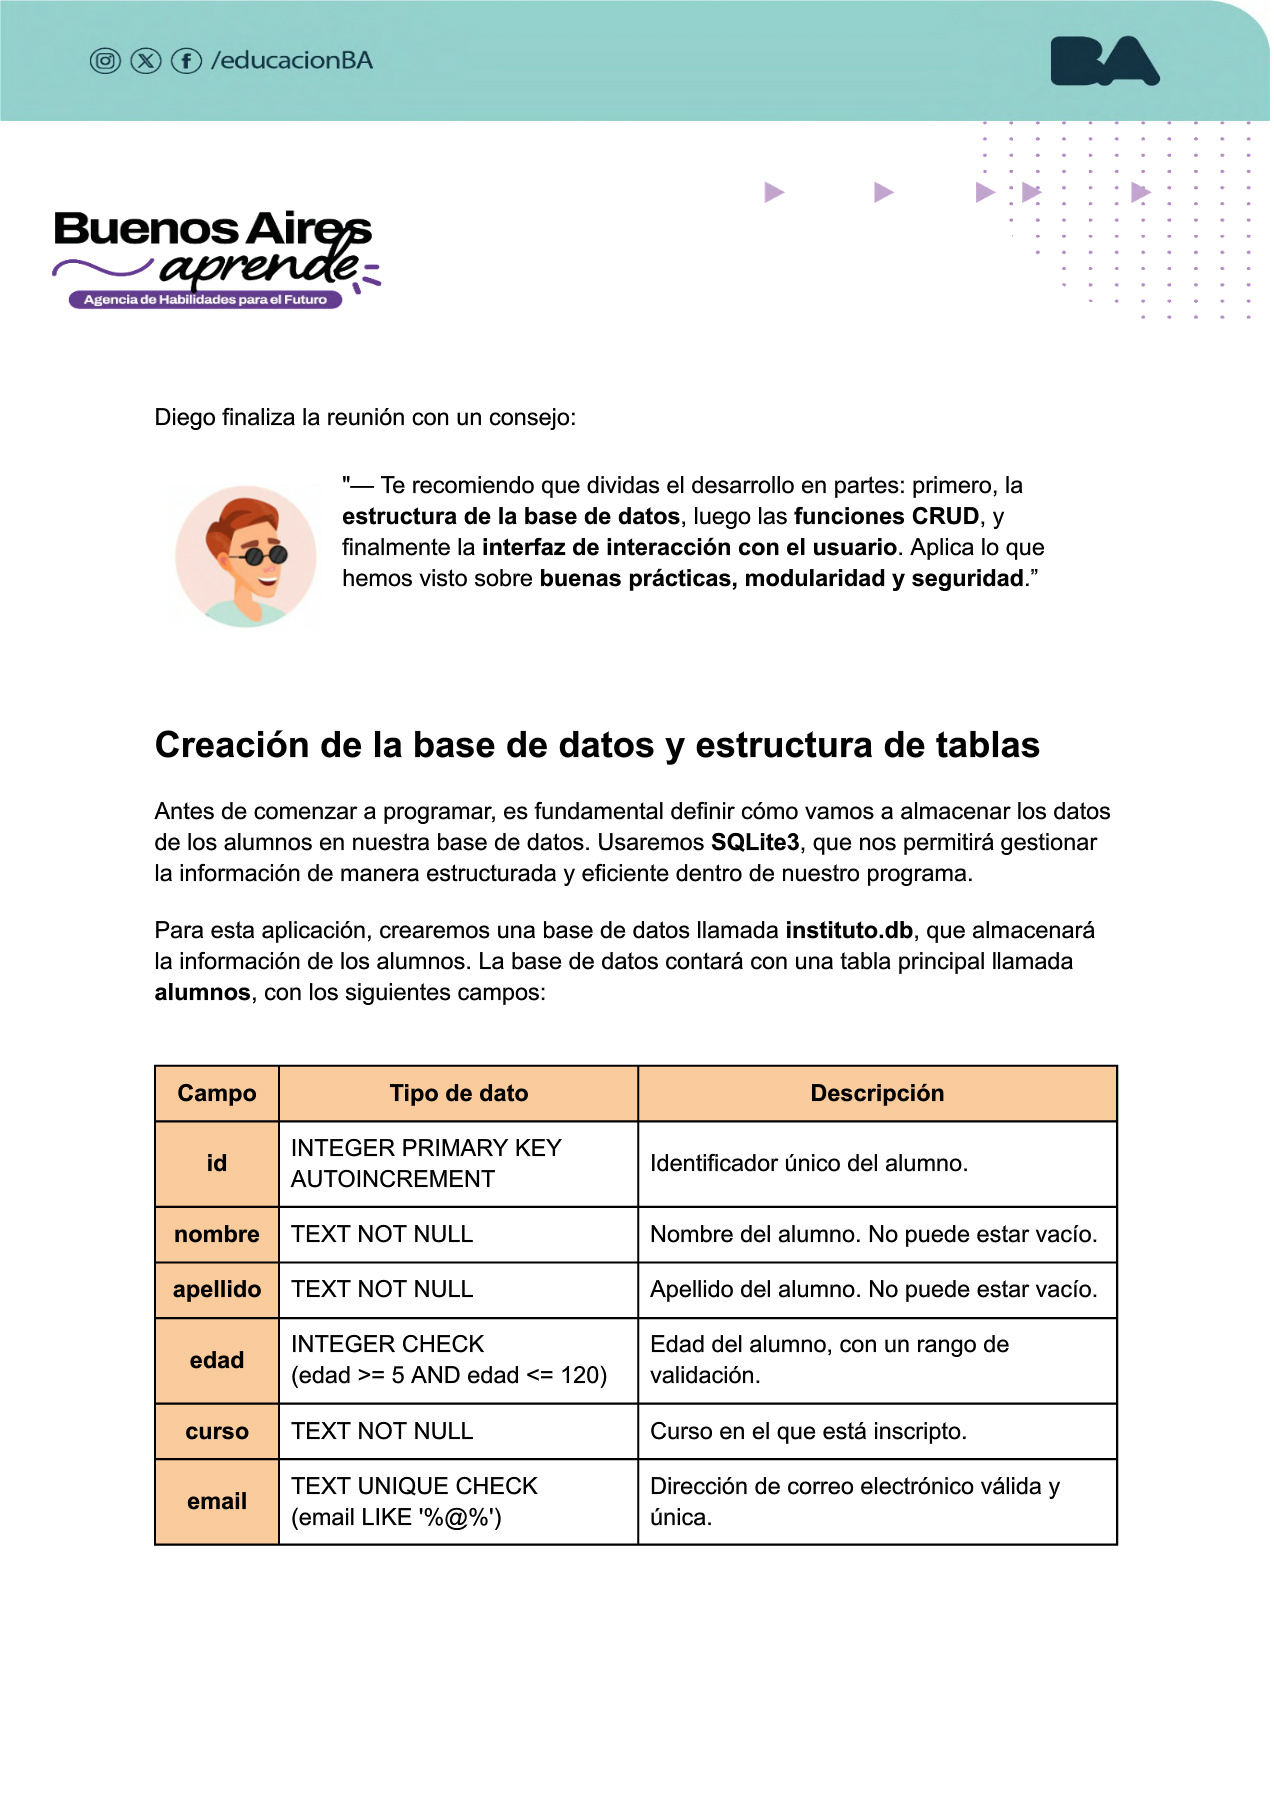 /educacionBA
BA
Buenos Aires
aprende
Agencia de Habilidades para el Futuro
Diego finaliza la reunión con un consejo:
"— Te recomiendo que dividas el desarrollo en partes: primero, la
estructura de la base de datos, luego las funciones CRUD, y
finalmente la interfaz de interacción con el usuario. Aplica lo que
hemos visto sobre buenas prácticas, modularidad y seguridad.”
Creación de la base de datos y estructura de tablas
Antes de comenzar a programar, es fundamental definir cómo vamos a almacenar los datos
de los alumnos en nuestra base de datos. Usaremos SQLite3, que nos permitirá gestionar
la información de manera estructurada y eficiente dentro de nuestro programa.
Para esta aplicación, crearemos una base de datos llamada instituto.db, que almacenará
la información de los alumnos. La base de datos contará con una tabla principal llamada
alumnos, con los siguientes campos:
Campo Tipo de dato Descripción
id INTEGER PRIMARY KEY
AUTOINCREMENT Identificador único del alumno.
nombre TEXT NOT NULL Nombre del alumno. No puede estar vacío.
apellido TEXT NOT NULL Apellido del alumno. No puede estar vacío.
edad INTEGER CHECK
(edad >= 5 AND edad <= 120) Edad del alumno, con un rango de
validación.
curso TEXT NOT NULL Curso en el que está inscripto.
email TEXT UNIQUE CHECK
(email LIKE '%@%') Dirección de correo electrónico válida y
única.